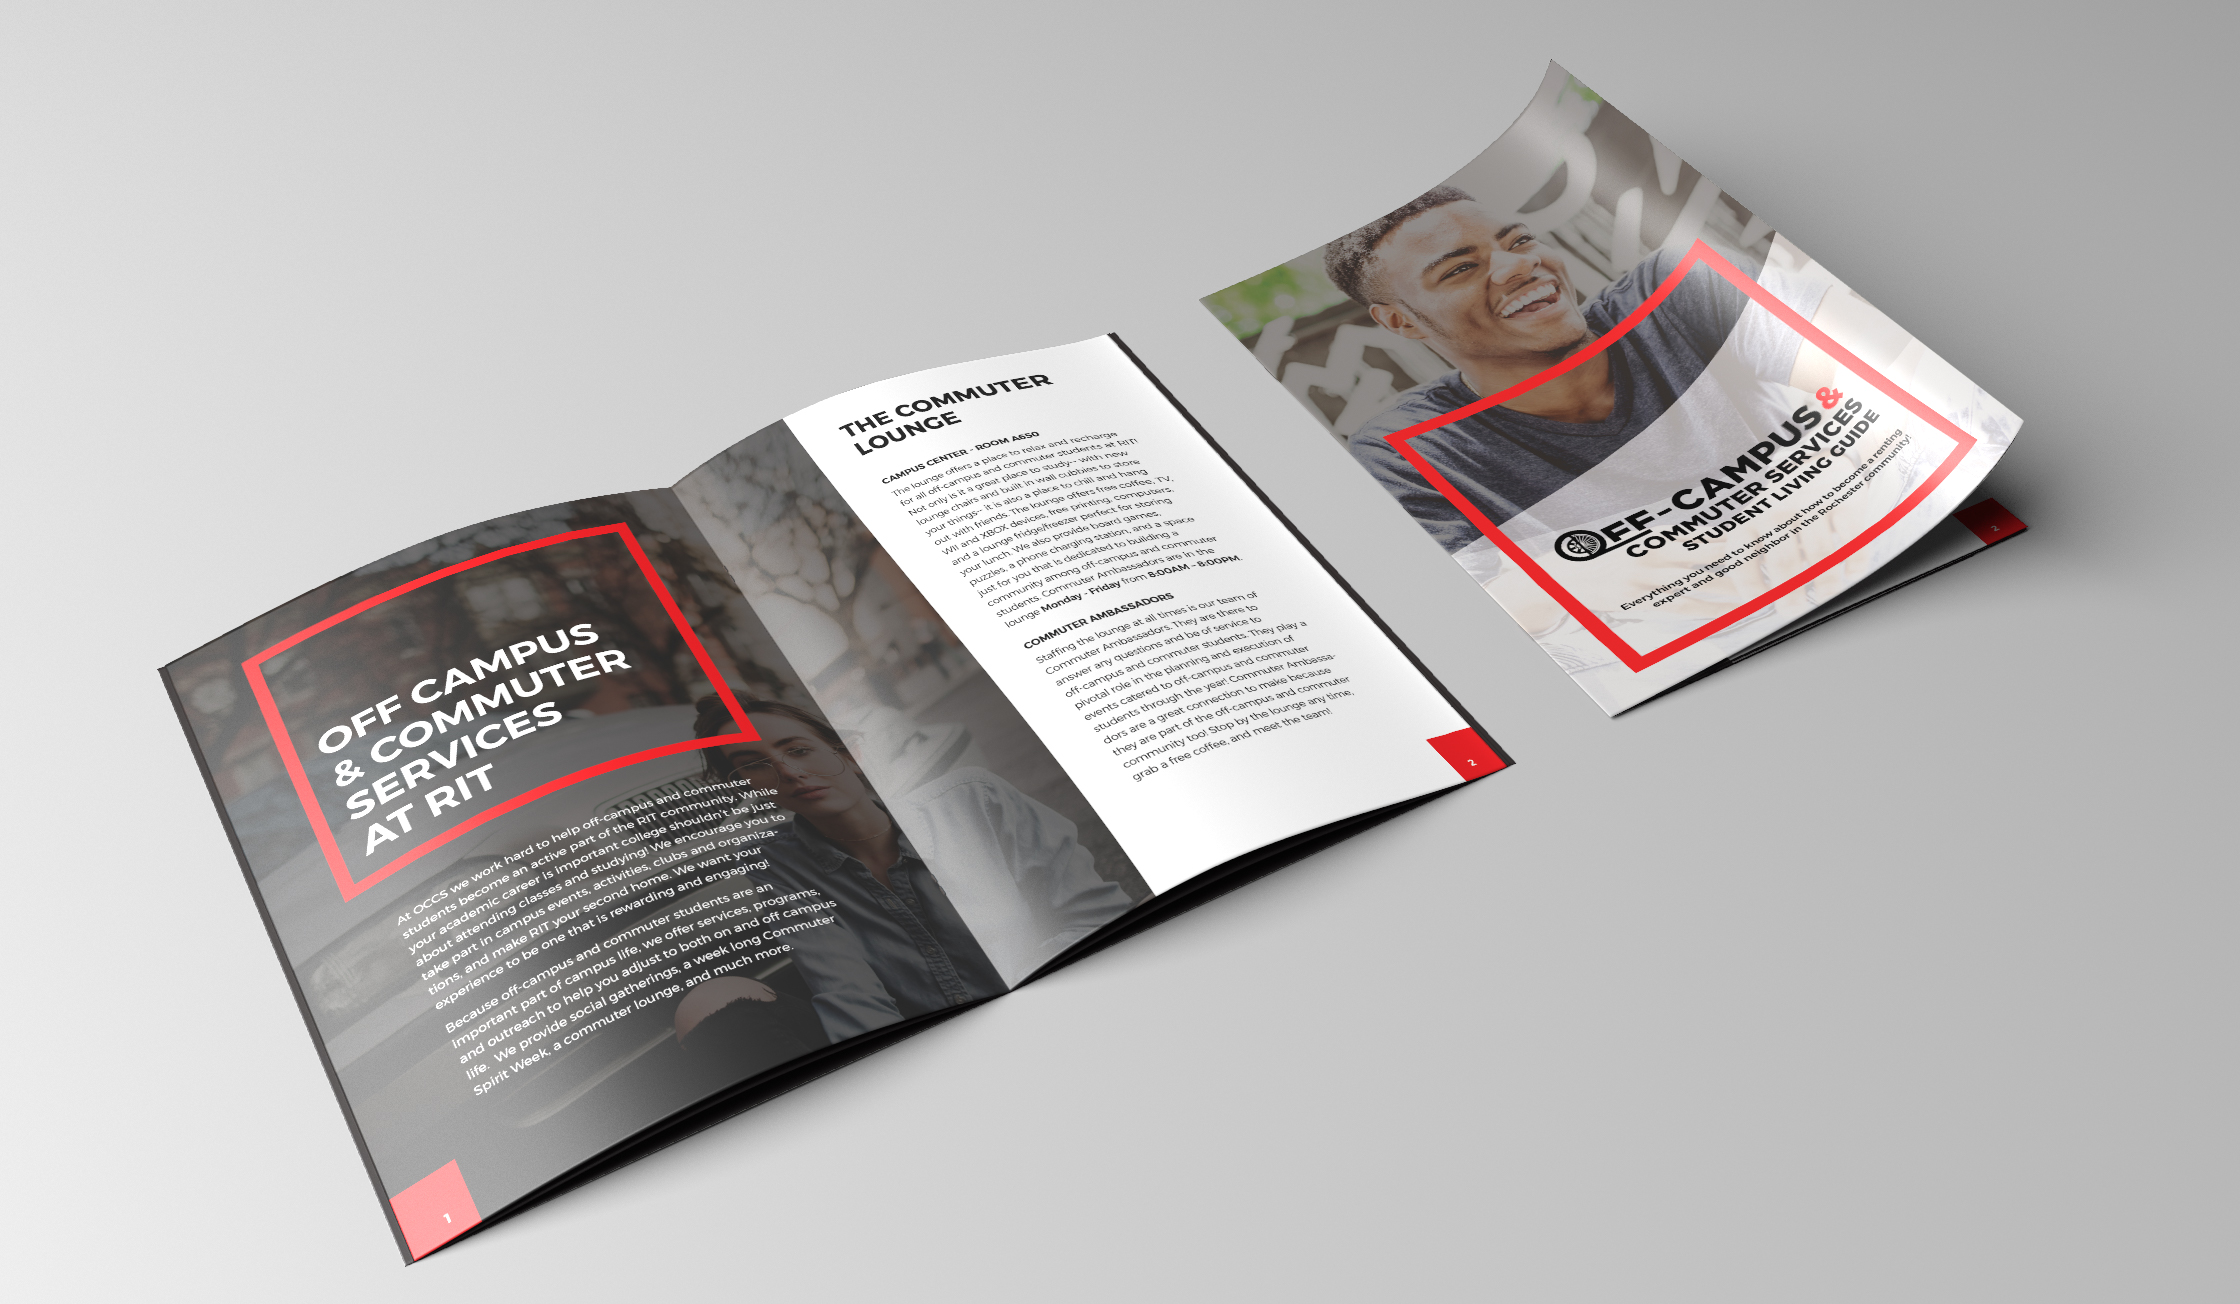 OFF CAMPUS
& COMMUTER
SERVICES
AT RIT
At OCCS we work hard to help off-campus and commuter
students become an active part of the RIT community. While
your academic career is important college shouldn't be just
about attending classes and studying! We encourage you to
take part in campus events, activities, clubs and organiza-
tions, and make RIT your second home. We want your
experience to be one that is rewarding and engaging!
Because off-campus and commuter students are an
important part of campus life, we offer services, programs,
and outreach to help you adjust to both on and off campus
life. We provide social gatherings, a week long Commuter
Spirit Week, a commuter lounge, and much more.
1
THE COMMUTER
LOUNGE
CAMPUS CENTER - ROOM A650
The lounge offers a place to relax and recharge
for all off-campus and commuter students at RIT!
Not only is it a great place to study-- with new
lounge chairs and built in wall cubbies to store
your things-- it is also a place to chill and hang
out with friends. The lounge offers free coffee, TV,
WII and XBOX devices, free printing, computers,
and a lounge fridge/freezer perfect for storing
your lunch. We also provide board games,
puzzles, a phone charging station, and a space
just for you that is dedicated to building a
community among off-campus and commuter
students. Commuter Ambassadors are in the
lounge Monday - Friday from 8:00AM - 8:00PM.
COMMUTER AMBASSADORS
Staffing the lounge at all times is our team of
Commuter Ambassadors. They are there to
answer any questions and be of service to
off-campus and commuter students. They play a
pivotal role in the planning and execution of
events catered to off-campus and commuter
students through the year! Commuter Ambassa-
dors are a great connection to make because
they are part of the off-campus and commuter
community too! Stop by the lounge any time,
grab a free coffee, and meet the team!
2
OFF-CAMPUS &
COMMUTER SERVICES
STUDENT LIVING GUIDE
Everything you need to know about how to become a renting
expert and good neighbor in the Rochester community!
2